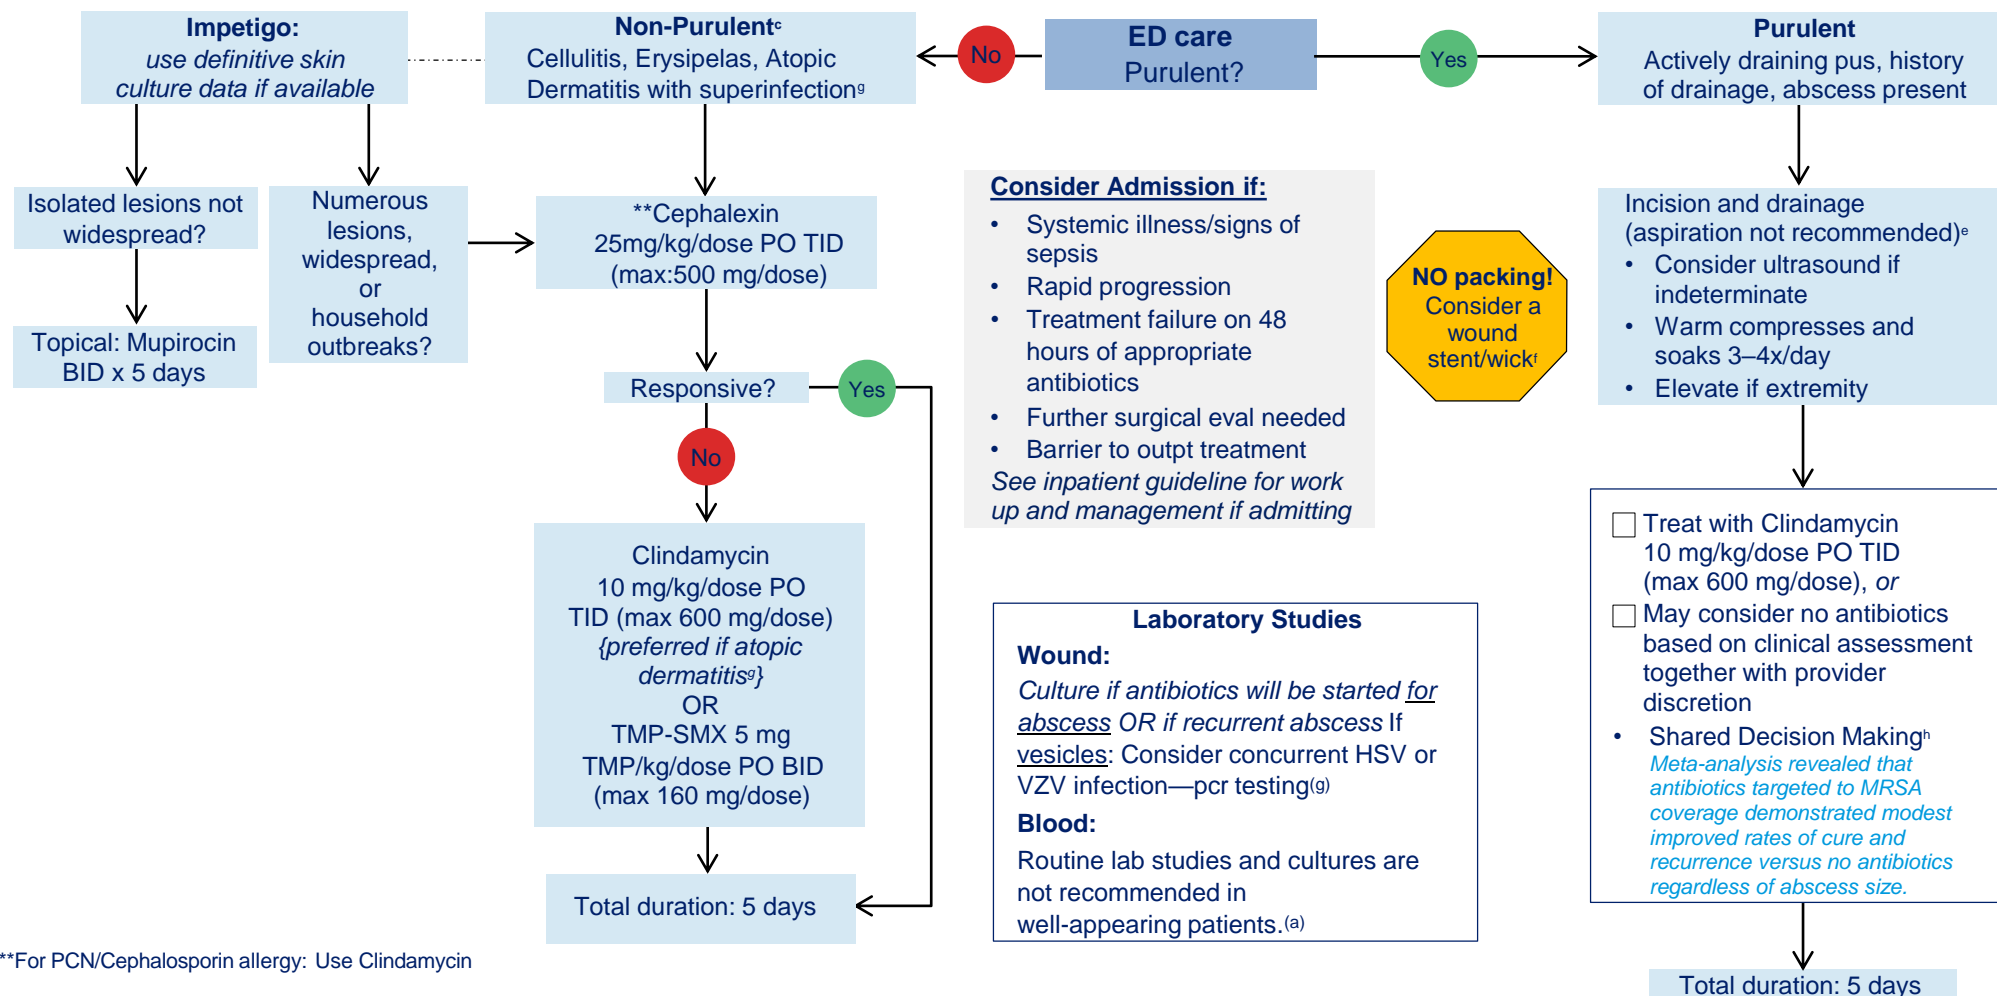 Impetigo:
use definitive skin
culture data if available
Non-Purulentᶜ
Cellulitis, Erysipelas, Atopic
Dermatitis with superinfectionᵍ
No
ED care
Purulent?
Yes
Purulent
Actively draining pus, history
of drainage, abscess present
Isolated lesions not
widespread?
Topical: Mupirocin
BID x 5 days
Numerous
lesions,
widespread,
or
household
outbreaks?
**Cephalexin
25mg/kg/dose PO TID
(max:500 mg/dose)
Responsive?
Yes
No
Clindamycin
10 mg/kg/dose PO
TID (max 600 mg/dose)
{preferred if atopic
dermatitisᵍ}
OR
TMP-SMX 5 mg
TMP/kg/dose PO BID
(max 160 mg/dose)
Total duration: 5 days
**For PCN/Cephalosporin allergy: Use Clindamycin
Consider Admission if:
• Systemic illness/signs of
sepsis
• Rapid progression
• Treatment failure on 48
hours of appropriate
antibiotics
• Further surgical eval needed
• Barrier to outpt treatment
See inpatient guideline for work
up and management if admitting
NO packing!
Consider a
wound
stent/wickᶠ
Laboratory Studies
Wound:
Culture if antibiotics will be started for
abscess OR if recurrent abscess If
vesicles: Consider concurrent HSV or
VZV infection—pcr testing(g)
Blood:
Routine lab studies and cultures are
not recommended in
well-appearing patients.(a)
Incision and drainage
(aspiration not recommended)ᵉ
• Consider ultrasound if
indeterminate
• Warm compresses and
soaks 3–4x/day
• Elevate if extremity
Treat with Clindamycin
10 mg/kg/dose PO TID
(max 600 mg/dose), or
May consider no antibiotics
based on clinical assessment
together with provider
discretion
• Shared Decision Makingʰ
Meta-analysis revealed that
antibiotics targeted to MRSA
coverage demonstrated modest
improved rates of cure and
recurrence versus no antibiotics
regardless of abscess size.
Total duration: 5 days